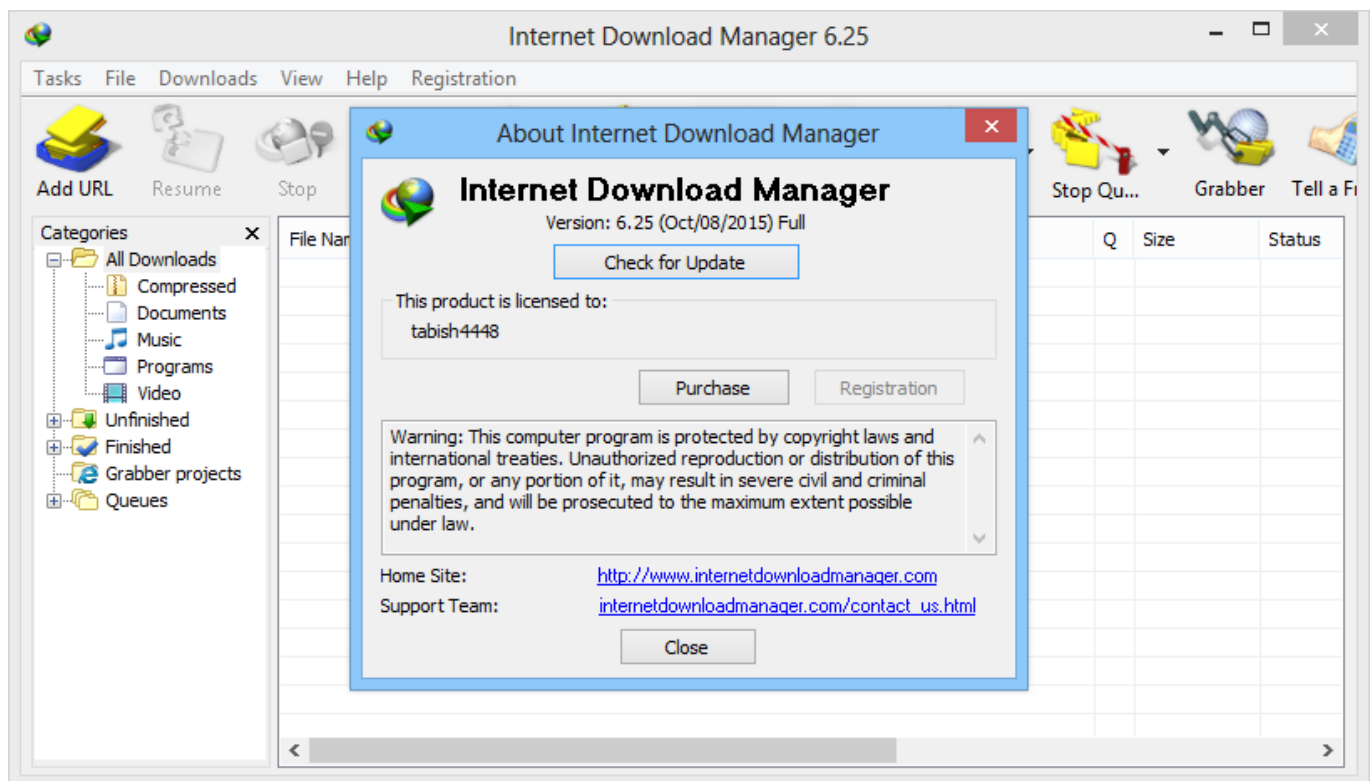 Internet Download Manager 6.25
Tasks File Downloads View Help Registration
Add URL
Resume
Stop
Stop Qu...
Grabber
Tell a Fr
Categories
All Downloads
Compressed
Documents
Music
Programs
Video
Unfinished
Finished
Grabber projects
Queues
File Nar
Q
Size
Status
About Internet Download Manager
Internet Download Manager
Version: 6.25 (Oct/08/2015) Full
Check for Update
This product is licensed to:
tabish4448
Purchase
Registration
Warning: This computer program is protected by copyright laws and
international treaties. Unauthorized reproduction or distribution of this
program, or any portion of it, may result in severe civil and criminal
penalties, and will be prosecuted to the maximum extent possible
under law.
Home Site: http://www.internetdownloadmanager.com
Support Team: internetdownloadmanager.com/contact_us.html
Close